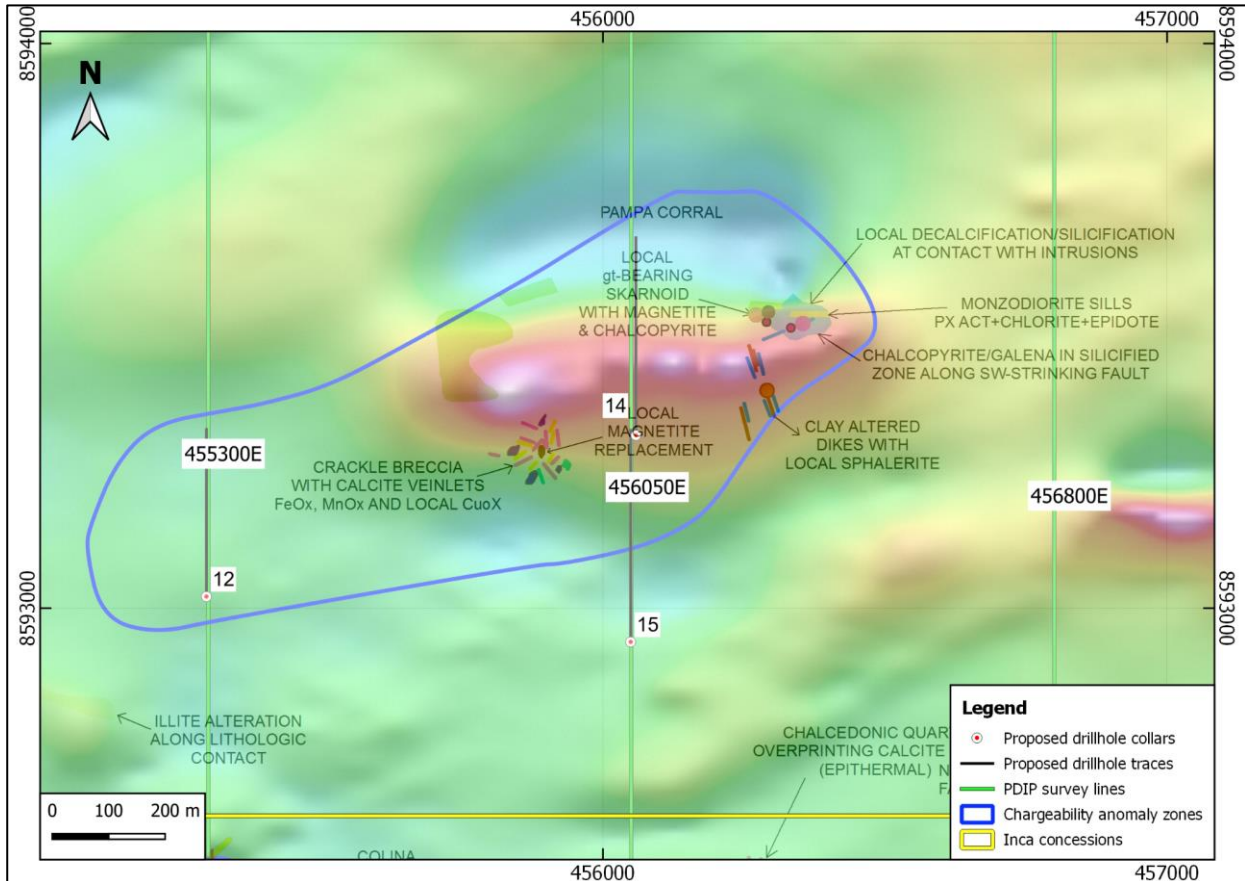 456000
457000
8594000
8594000
N
PAMPA CORRAL
LOCAL
gt-BEARING
SKARNOID
WITH MAGNETITE
& CHALCOPYRITE
LOCAL DECALCIFICATION/SILICIFICATION
AT CONTACT WITH INTRUSIONS
MONZODIORITE SILLS
PX ACT+CHLORITE+EPIDOTE
CHALCOPYRITE/GALENA IN SILICIFIED
ZONE ALONG SW-STRINKING FAULT
14
LOCAL
MAGNETITE
REPLACEMENT
CLAY ALTERED
DIKES WITH
LOCAL SPHALERITE
455300E
CRACKLE BRECCIA
WITH CALCITE VEINLETS
FeOx, MnOx AND LOCAL CuoX
456050E
456800E
12
8593000
8593000
15
ILLITE ALTERATION
ALONG LITHOLOGIC
CONTACT
CHALCEDONIC QUAR
OVERPRINTING CALCITE
(EPITHERMAL) N
FA
Legend
Proposed drillhole collars
Proposed drillhole traces
PDIP survey lines
Chargeability anomaly zones
Inca concessions
0 100 200 m
COLINA
456000
457000